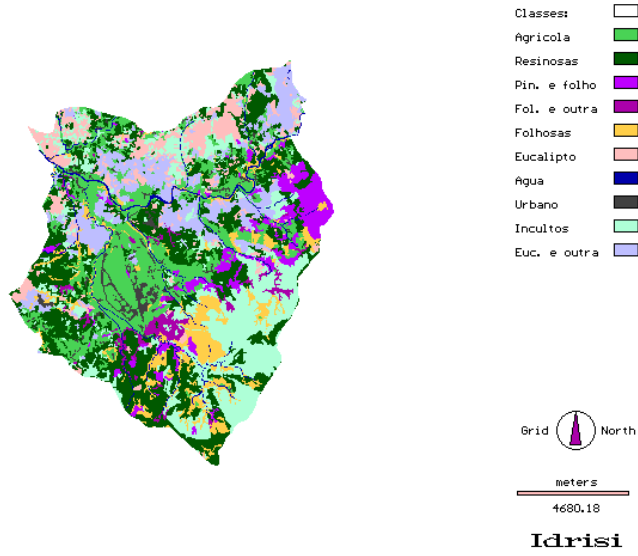 Classes:
Agricola
Resinosas
Pin. e folho
Fol. e outra
Folhosas
Eucalipto
Agua
Urbano
Incultos
Euc. e outra
Grid North
meters
4680.18
Idrisi